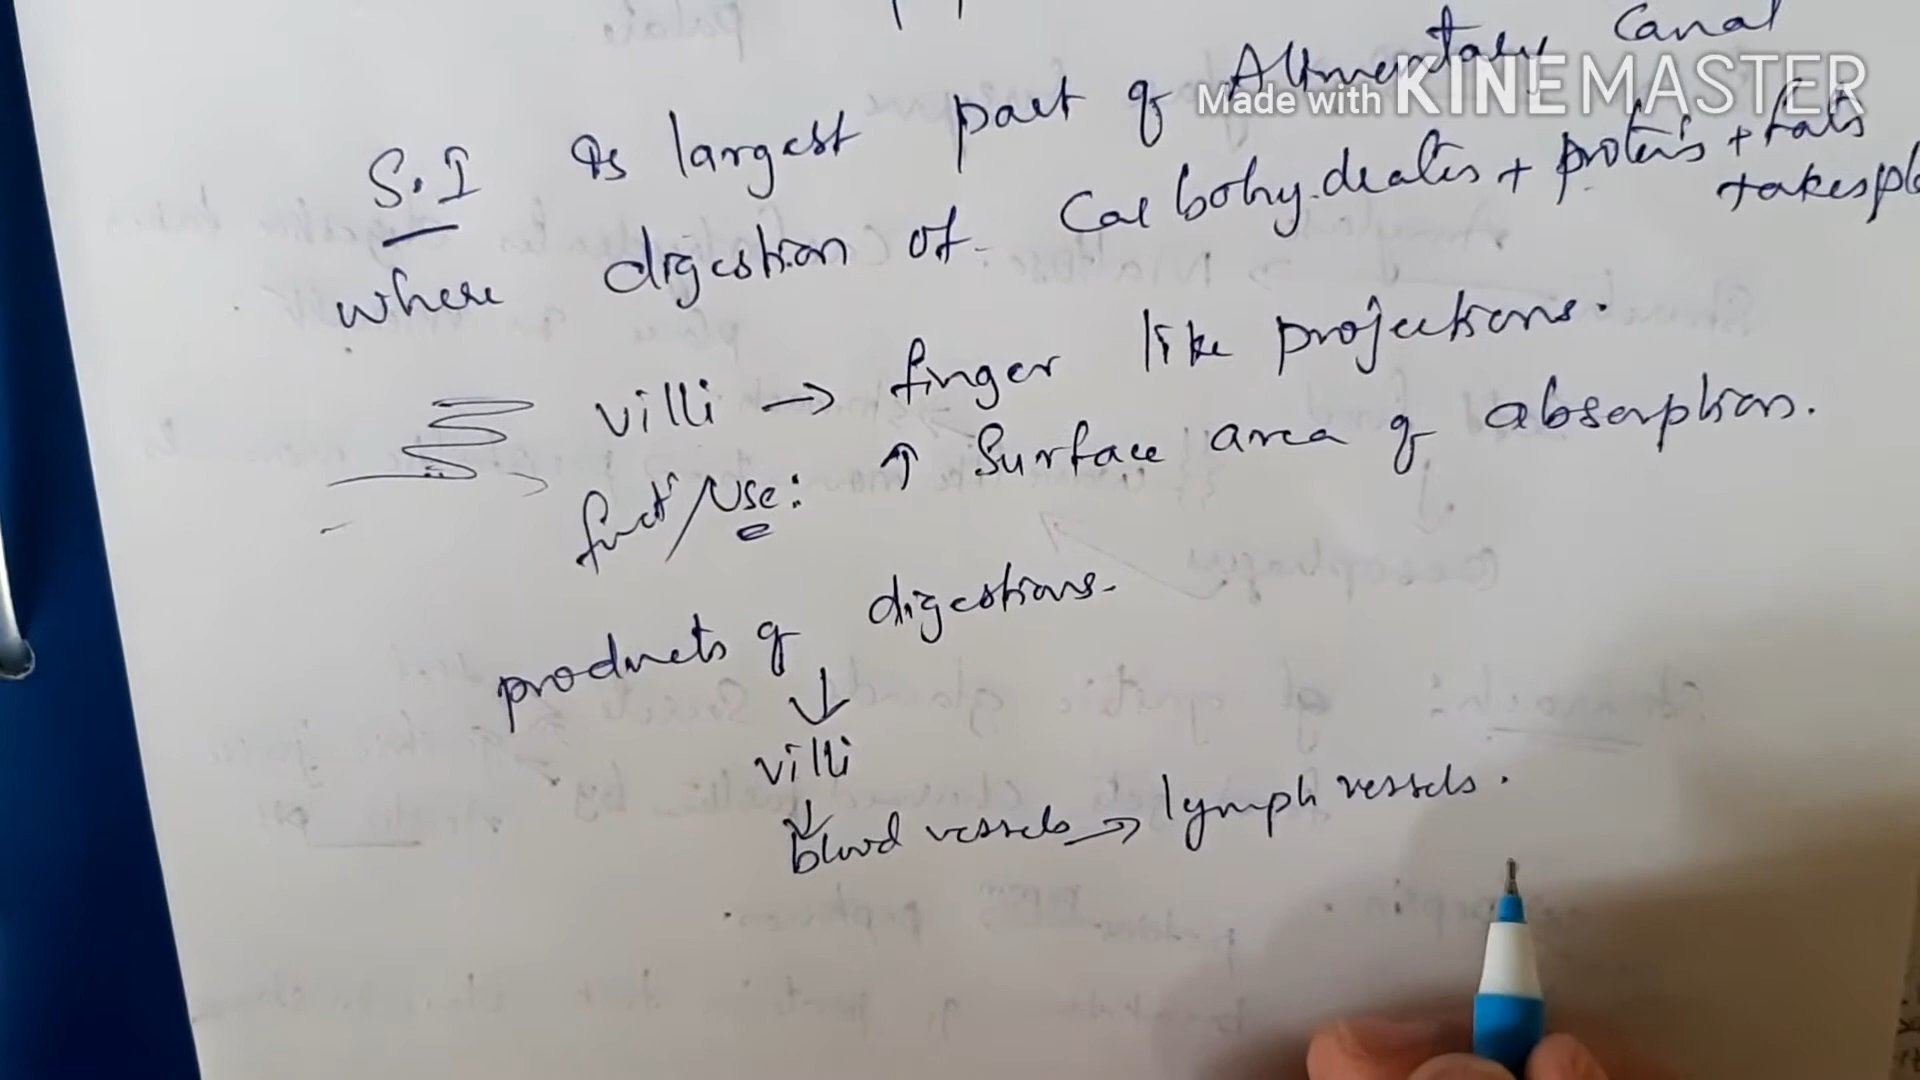 S.I is largest part of Alimentary Canal
Made with KINEMASTER
where digestion of Carbohydrates + proteins + fats
takespl
villi → finger like projections.
funct/Use: ↑ Surface area of absorption.
products of digestions.
↓
villi
↓
blood vessels → lymph vessels.